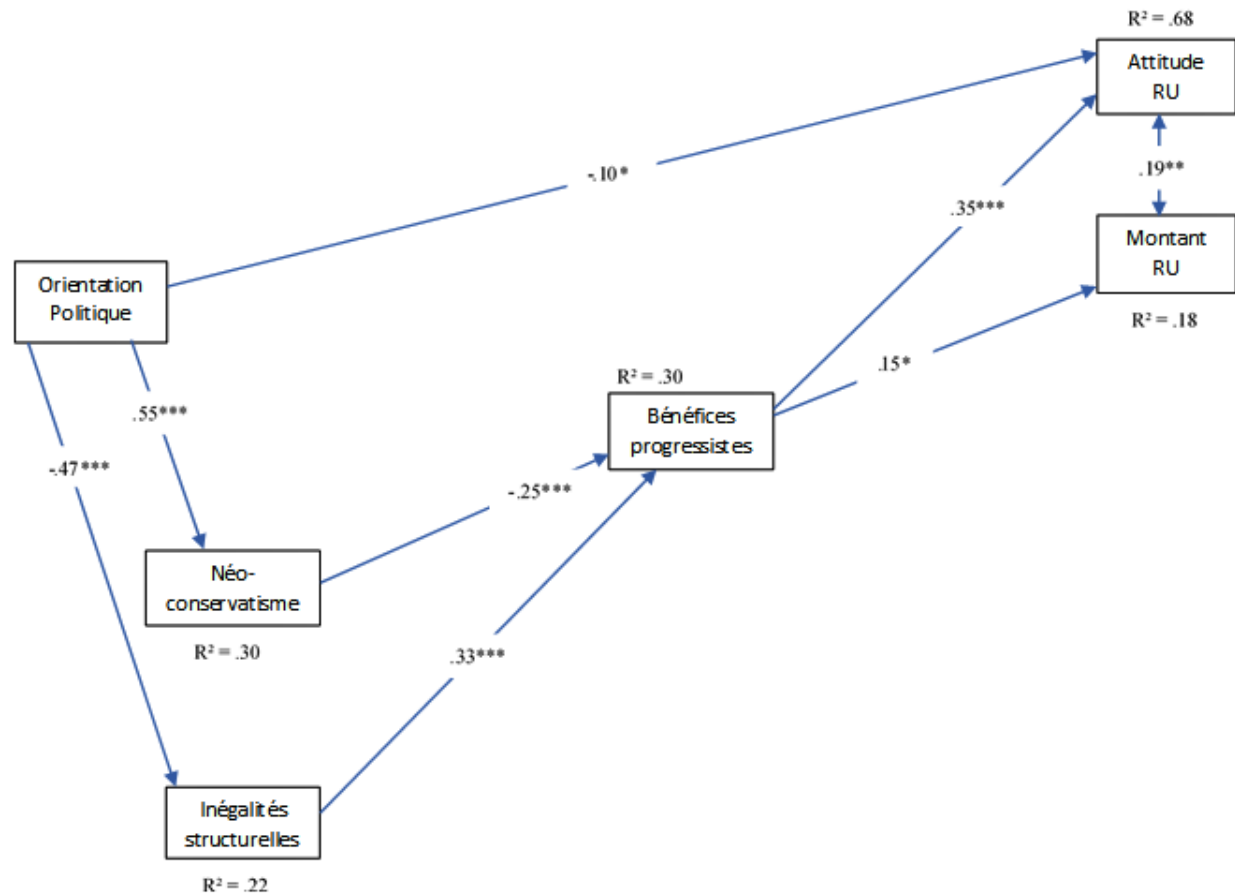 R² = .68
Attitude
RU
.19**
-.10*
.35***
Montant
RU
R² = .18
Orientation
Politique
.15*
R² = .30
Bénéfices
progressistes
.55***
-.47***
-.25***
Néo-
conservatisme
R² = .30
.33***
Inégalités
structurelles
R² = .22